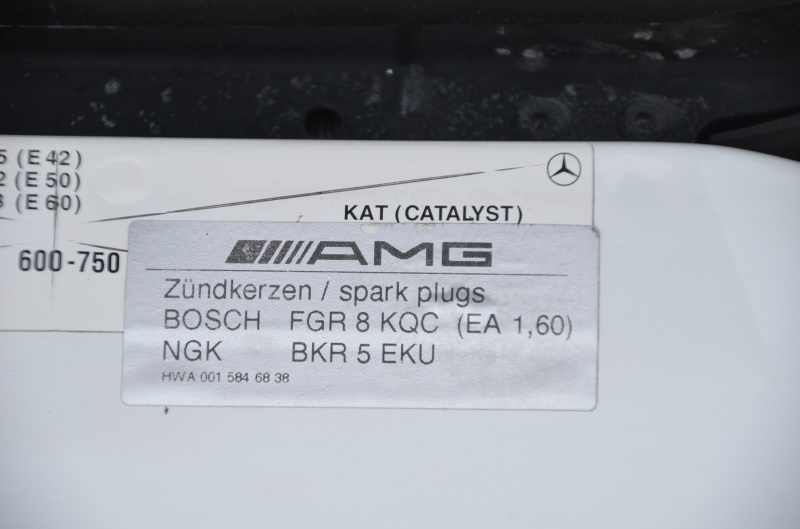 5 (E 42)
2 (E 50)
(E 60)
KAT (CATALYST)
600-750
AMG
Zündkerzen / spark plugs
BOSCH FGR 8 KQC (EA 1,60)
NGK BKR 5 EKU
HWA 001 584 68 38